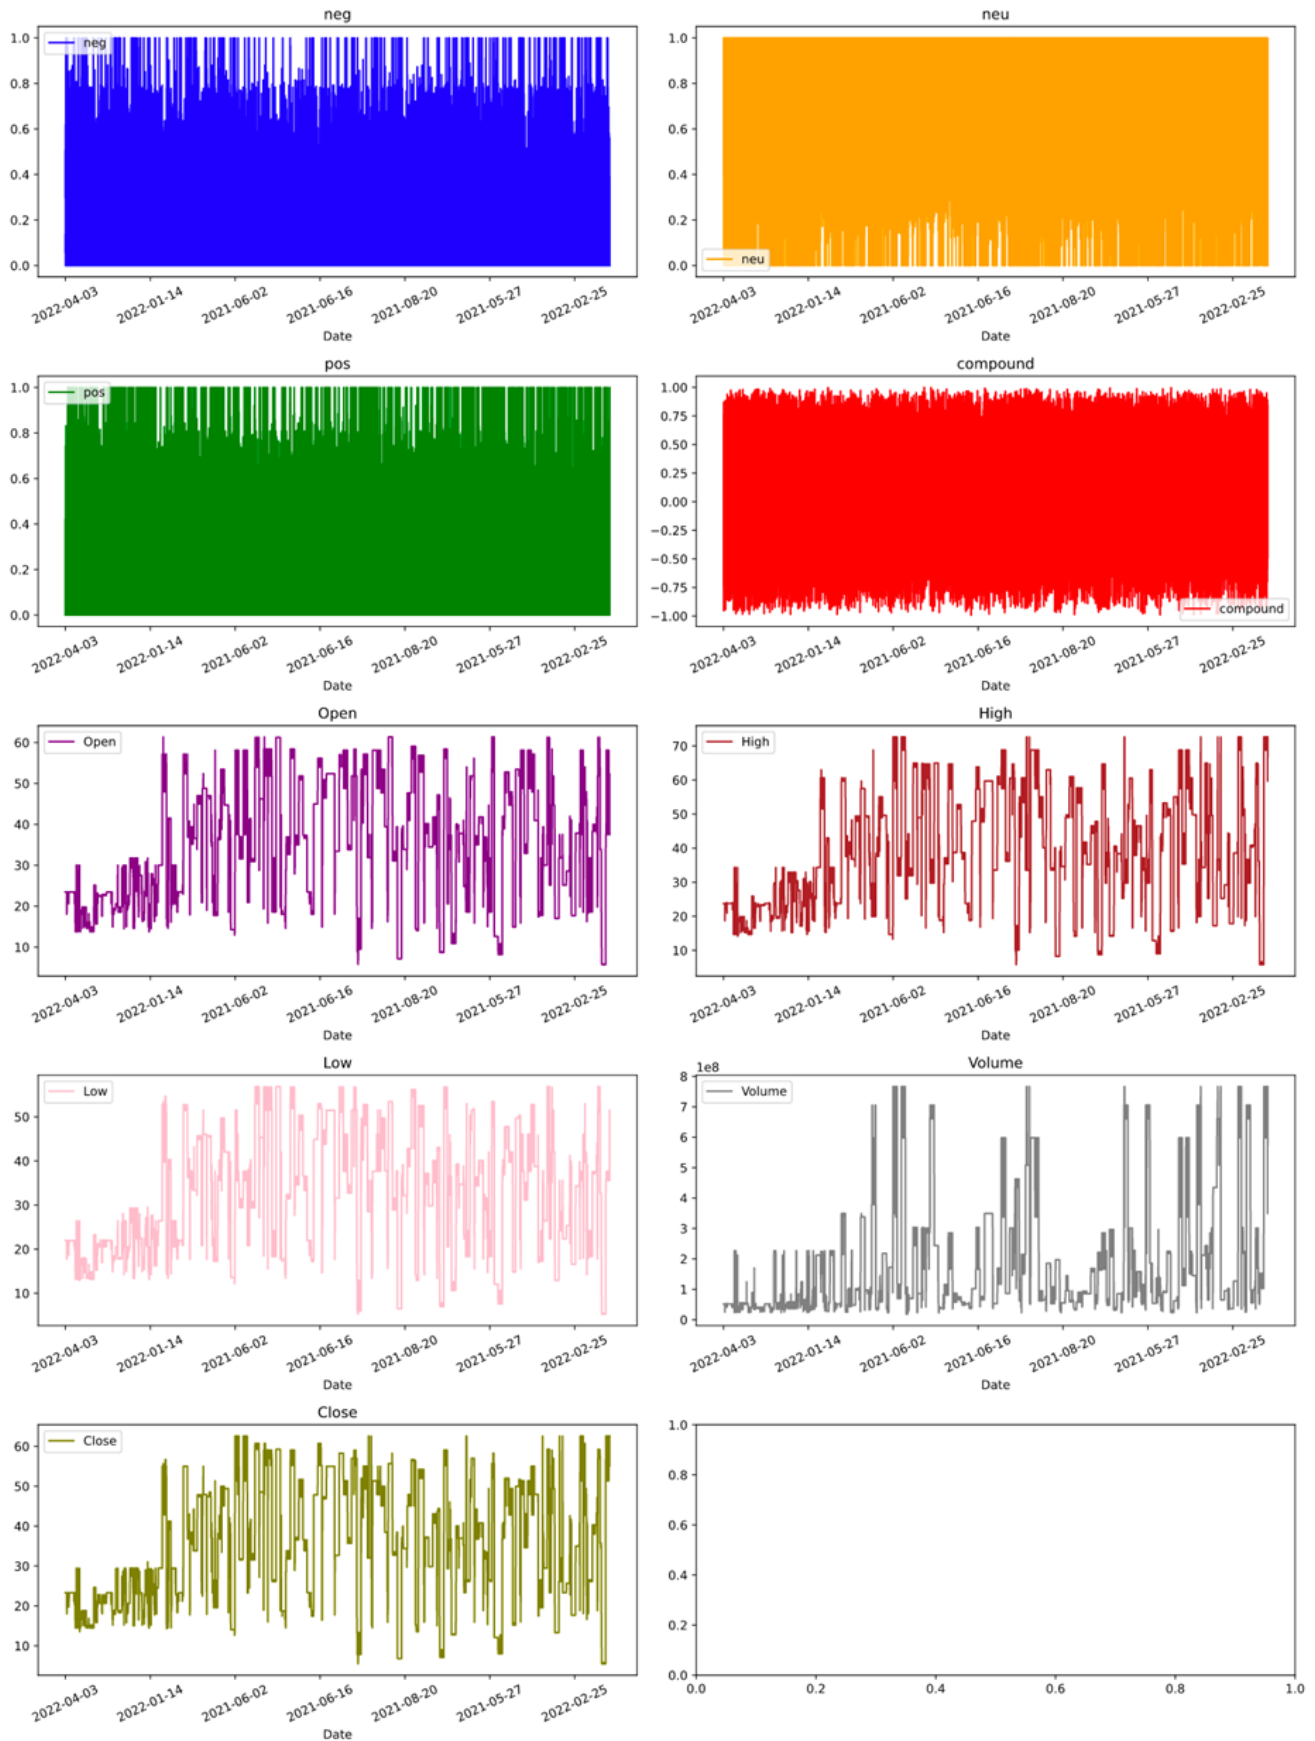 neg
neg
1.0
0.8
0.6
0.4
0.2
0.0
2022-04-03 2022-01-14 2021-06-02 2021-06-16 2021-08-20 2021-05-27 2022-02-25
Date
neu
neu
1.0
0.8
0.6
0.4
0.2
0.0
2022-04-03 2022-01-14 2021-06-02 2021-06-16 2021-08-20 2021-05-27 2022-02-25
Date
pos
pos
1.0
0.8
0.6
0.4
0.2
0.0
2022-04-03 2022-01-14 2021-06-02 2021-06-16 2021-08-20 2021-05-27 2022-02-25
Date
compound
compound
1.00
0.75
0.50
0.25
0.00
−0.25
−0.50
−0.75
−1.00
2022-04-03 2022-01-14 2021-06-02 2021-06-16 2021-08-20 2021-05-27 2022-02-25
Date
Open
Open
60
50
40
30
20
10
2022-04-03 2022-01-14 2021-06-02 2021-06-16 2021-08-20 2021-05-27 2022-02-25
Date
High
High
70
60
50
40
30
20
10
2022-04-03 2022-01-14 2021-06-02 2021-06-16 2021-08-20 2021-05-27 2022-02-25
Date
Low
Low
50
40
30
20
10
2022-04-03 2022-01-14 2021-06-02 2021-06-16 2021-08-20 2021-05-27 2022-02-25
Date
Volume
1e8
Volume
8
7
6
5
4
3
2
1
0
2022-04-03 2022-01-14 2021-06-02 2021-06-16 2021-08-20 2021-05-27 2022-02-25
Date
Close
Close
60
50
40
30
20
10
2022-04-03 2022-01-14 2021-06-02 2021-06-16 2021-08-20 2021-05-27 2022-02-25
Date
1.0
0.8
0.6
0.4
0.2
0.0
0.0 0.2 0.4 0.6 0.8 1.0